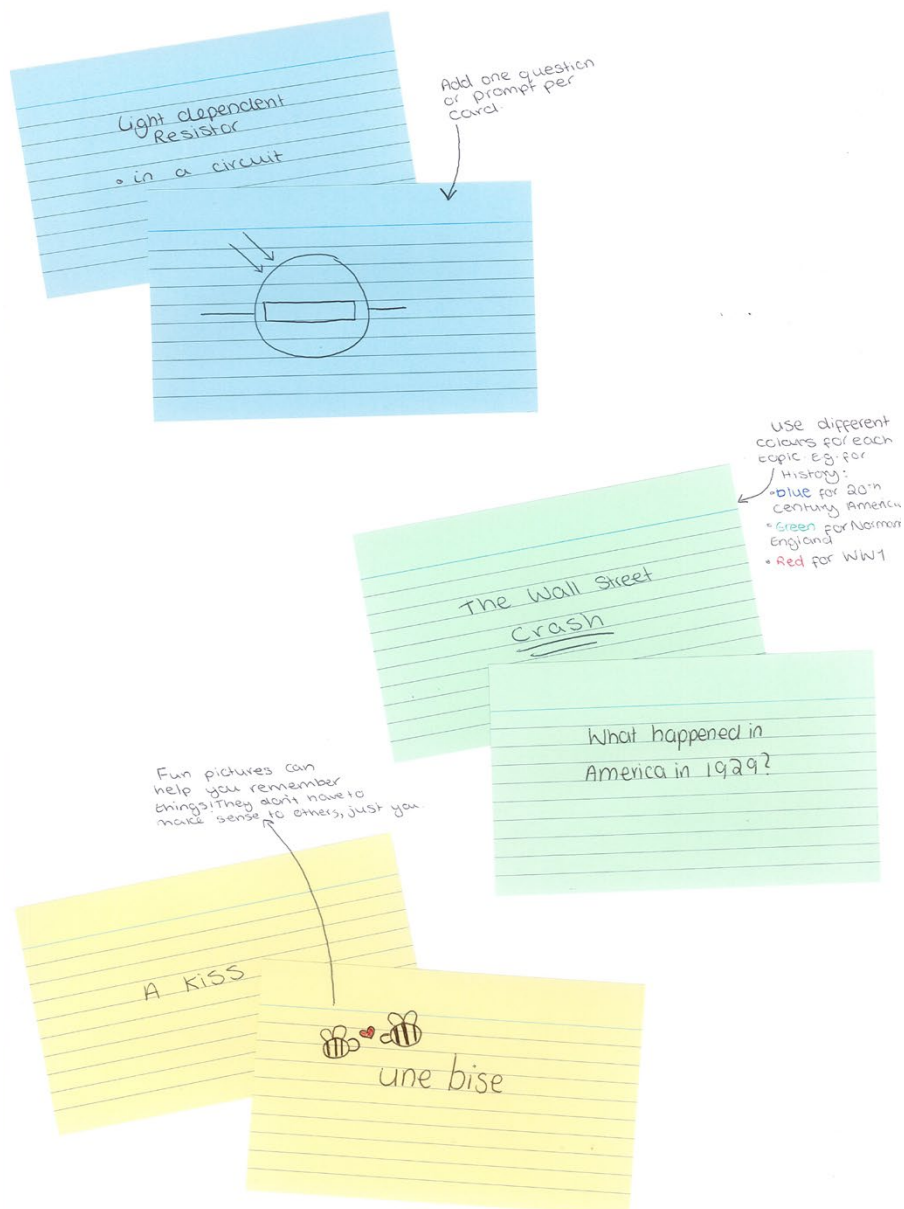 Light dependent
Resistor
• in a circuit
Add one question
or prompt per
card.
use different
colours for each
topic. Eg. for
History:
• blue for 20th
century America
• Green for Norman
England
• Red for WW1
The Wall Street
Crash
What happened in
America in 1929?
Fun pictures can
help you remember
things! They don't have to
make sense to others, just you.
A Kiss
une bise